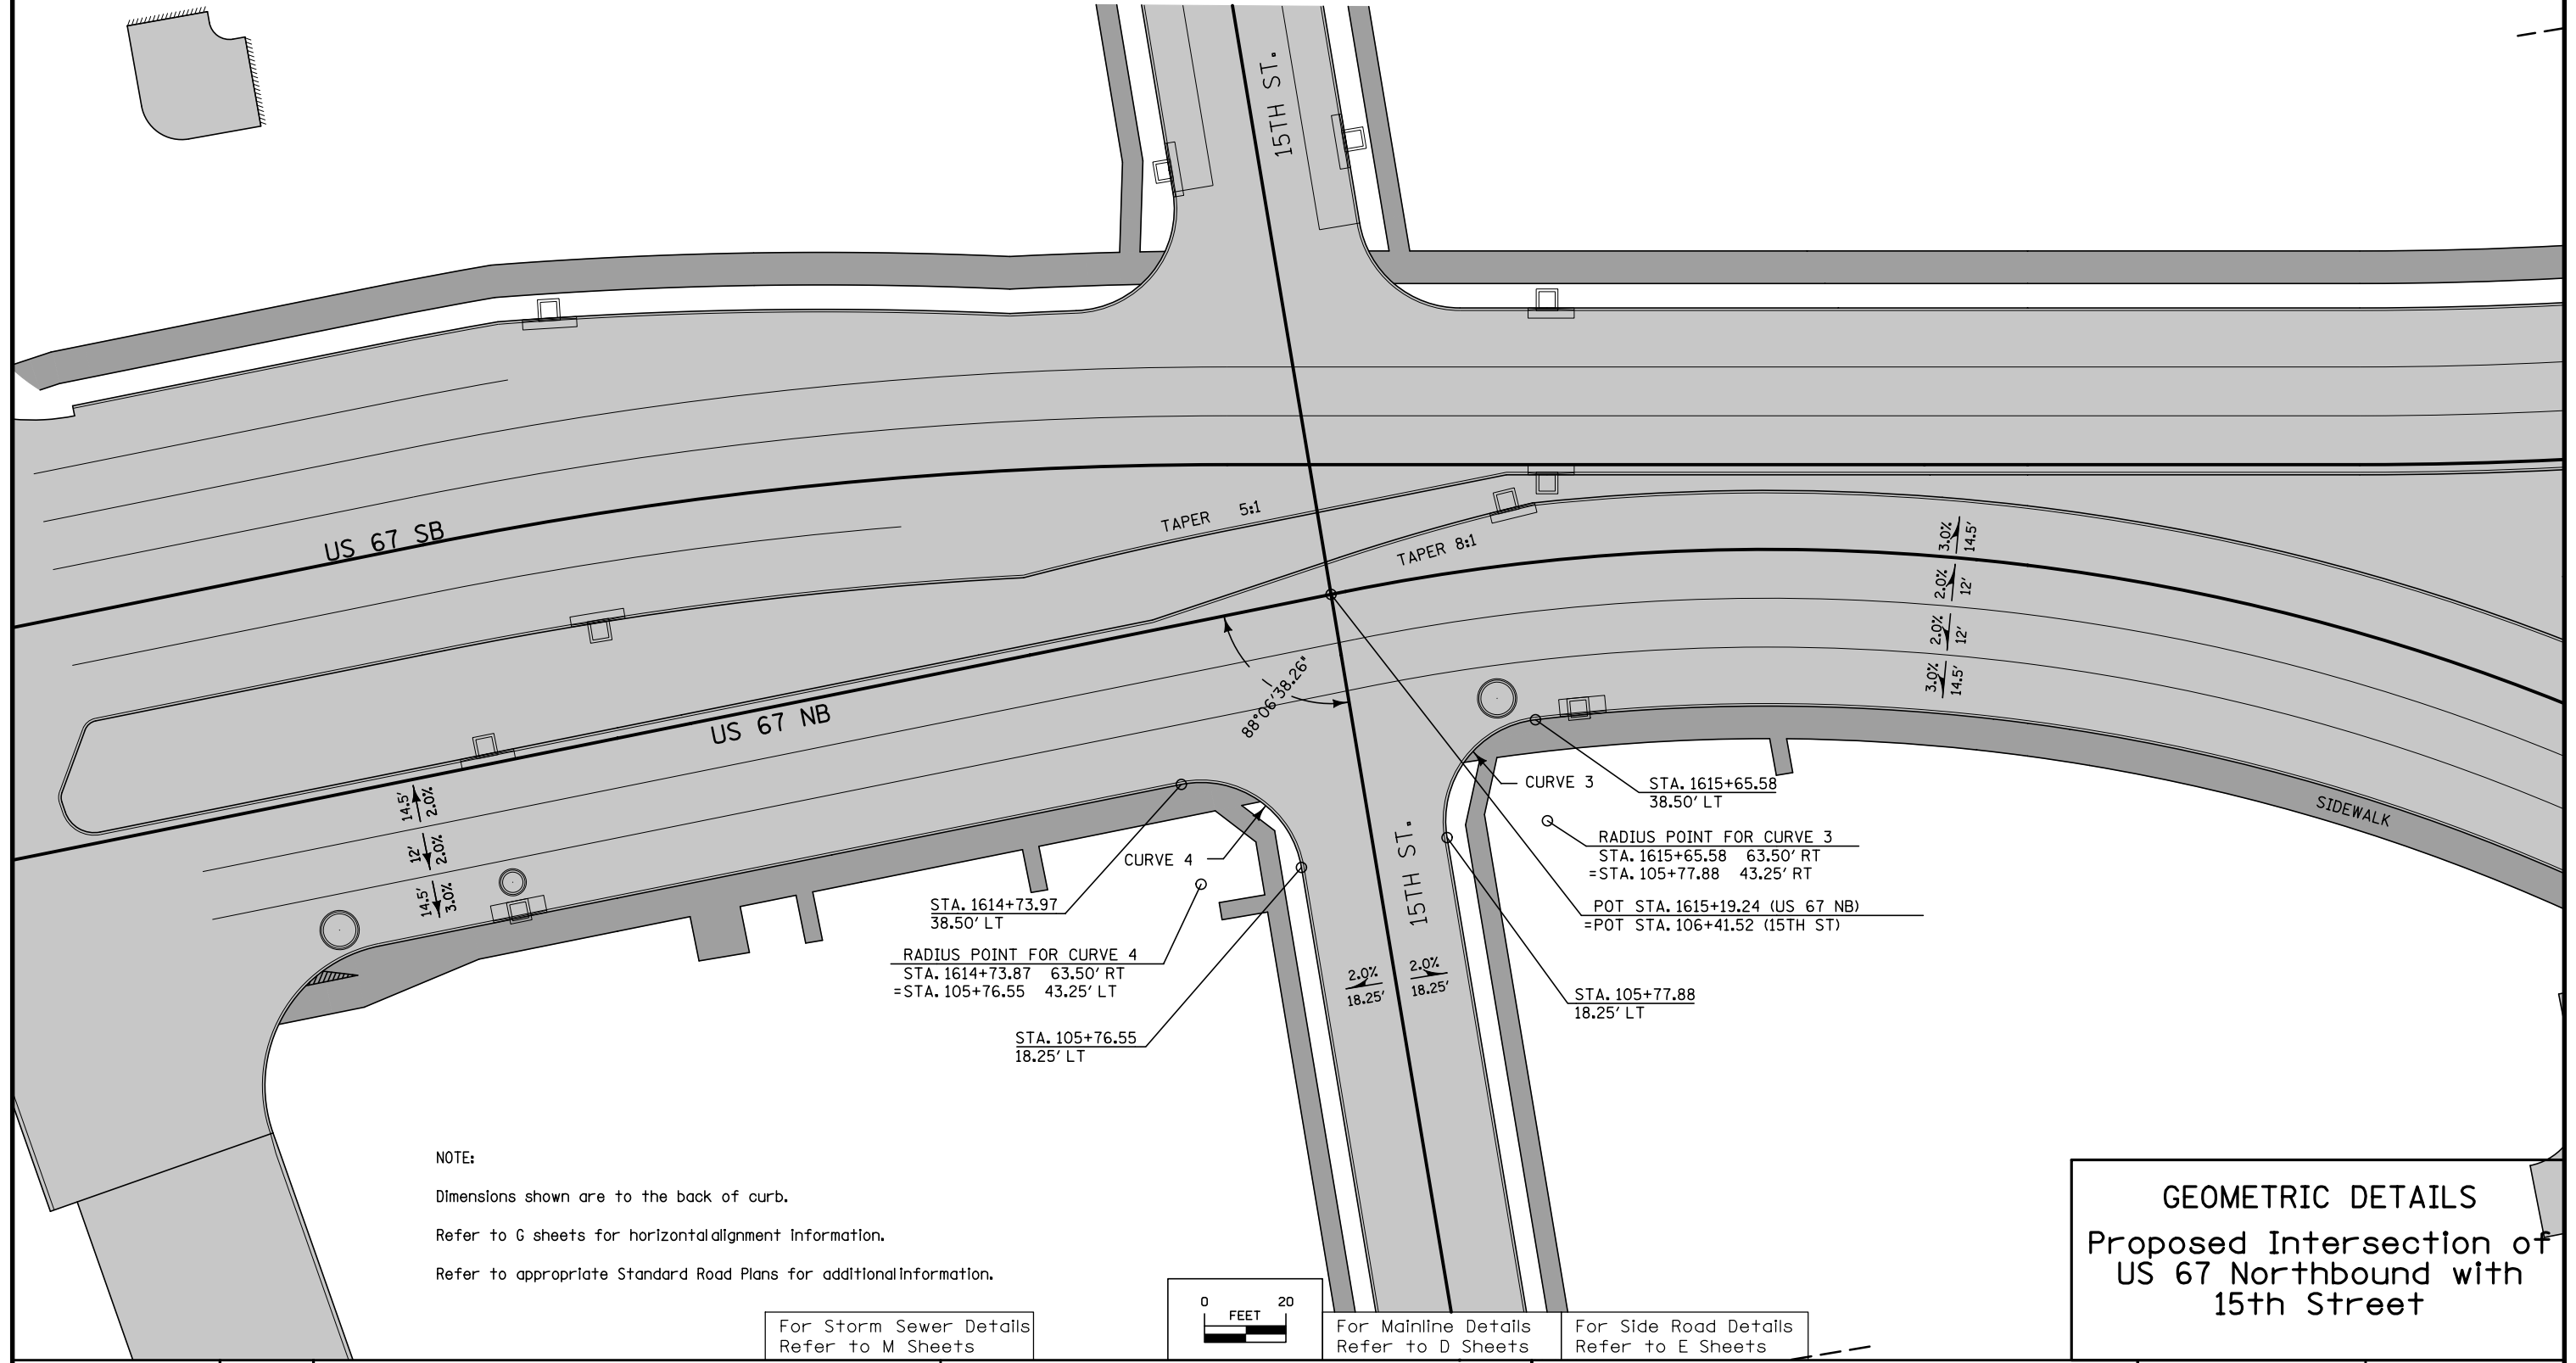 15TH ST.
TAPER 5:1
US 67 SB
TAPER 8:1
3.0%
14.5'
2.0%
12'
2.0%
12'
3.0%
14.5'
88°06'38.26"
US 67 NB
14.5'
2.0%
12'
2.0%
14.5'
3.0%
CURVE 3
STA. 1615+65.58
38.50' LT
SIDEWALK
RADIUS POINT FOR CURVE 3
STA. 1615+65.58 63.50' RT
=STA. 105+77.88 43.25' RT
CURVE 4
15TH ST.
STA. 1614+73.97
38.50' LT
POT STA. 1615+19.24 (US 67 NB)
=POT STA. 106+41.52 (15TH ST)
RADIUS POINT FOR CURVE 4
STA. 1614+73.87 63.50' RT
=STA. 105+76.55 43.25' LT
2.0%
18.25'
2.0%
18.25'
STA. 105+77.88
18.25' LT
STA. 105+76.55
18.25' LT
NOTE:
Dimensions shown are to the back of curb.
Refer to G sheets for horizontal alignment information.
Refer to appropriate Standard Road Plans for additional information.
GEOMETRIC DETAILS
Proposed Intersection of
US 67 Northbound with
15th Street
For Storm Sewer Details
Refer to M Sheets
0 20
FEET
For Mainline Details
Refer to D Sheets
For Side Road Details
Refer to E Sheets